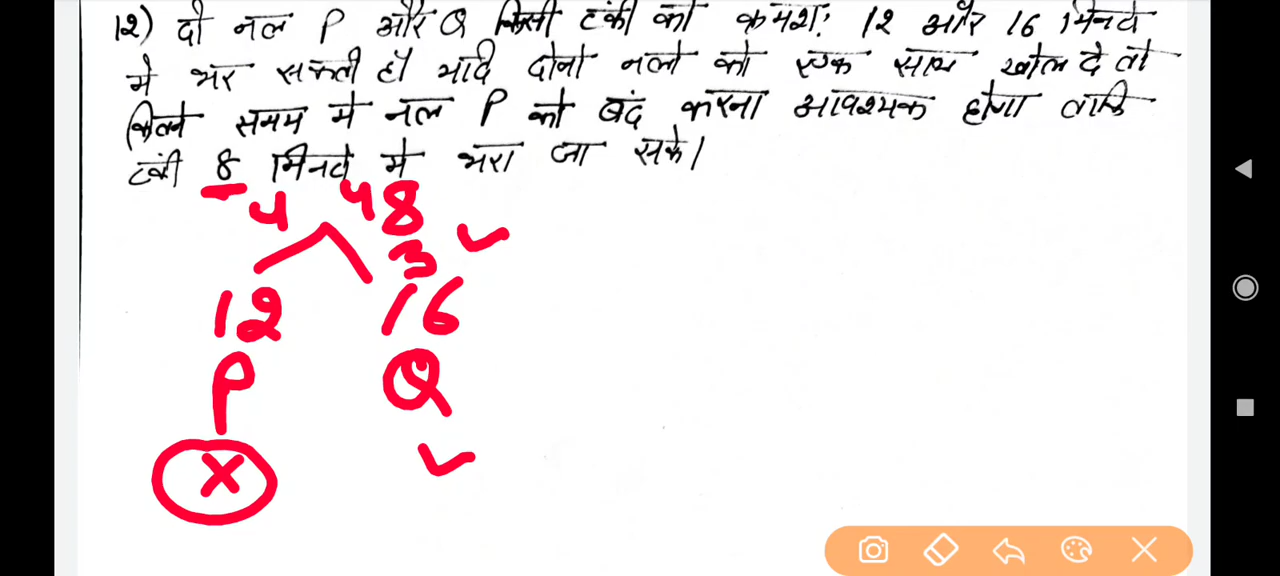 12) दो नल P और Q किसी टंकी को क्रमश: 12 और 16 मिनटो
मे भर सकती हाँ यदि दोनो नलो को एक साथ खोल दे तो
कितने समय मे नल P को बंद करना आवश्यक होगा ताकि
टंकी 8 मिनटो मे भरा जा सके।
4 48
3
12 16
P Q
X